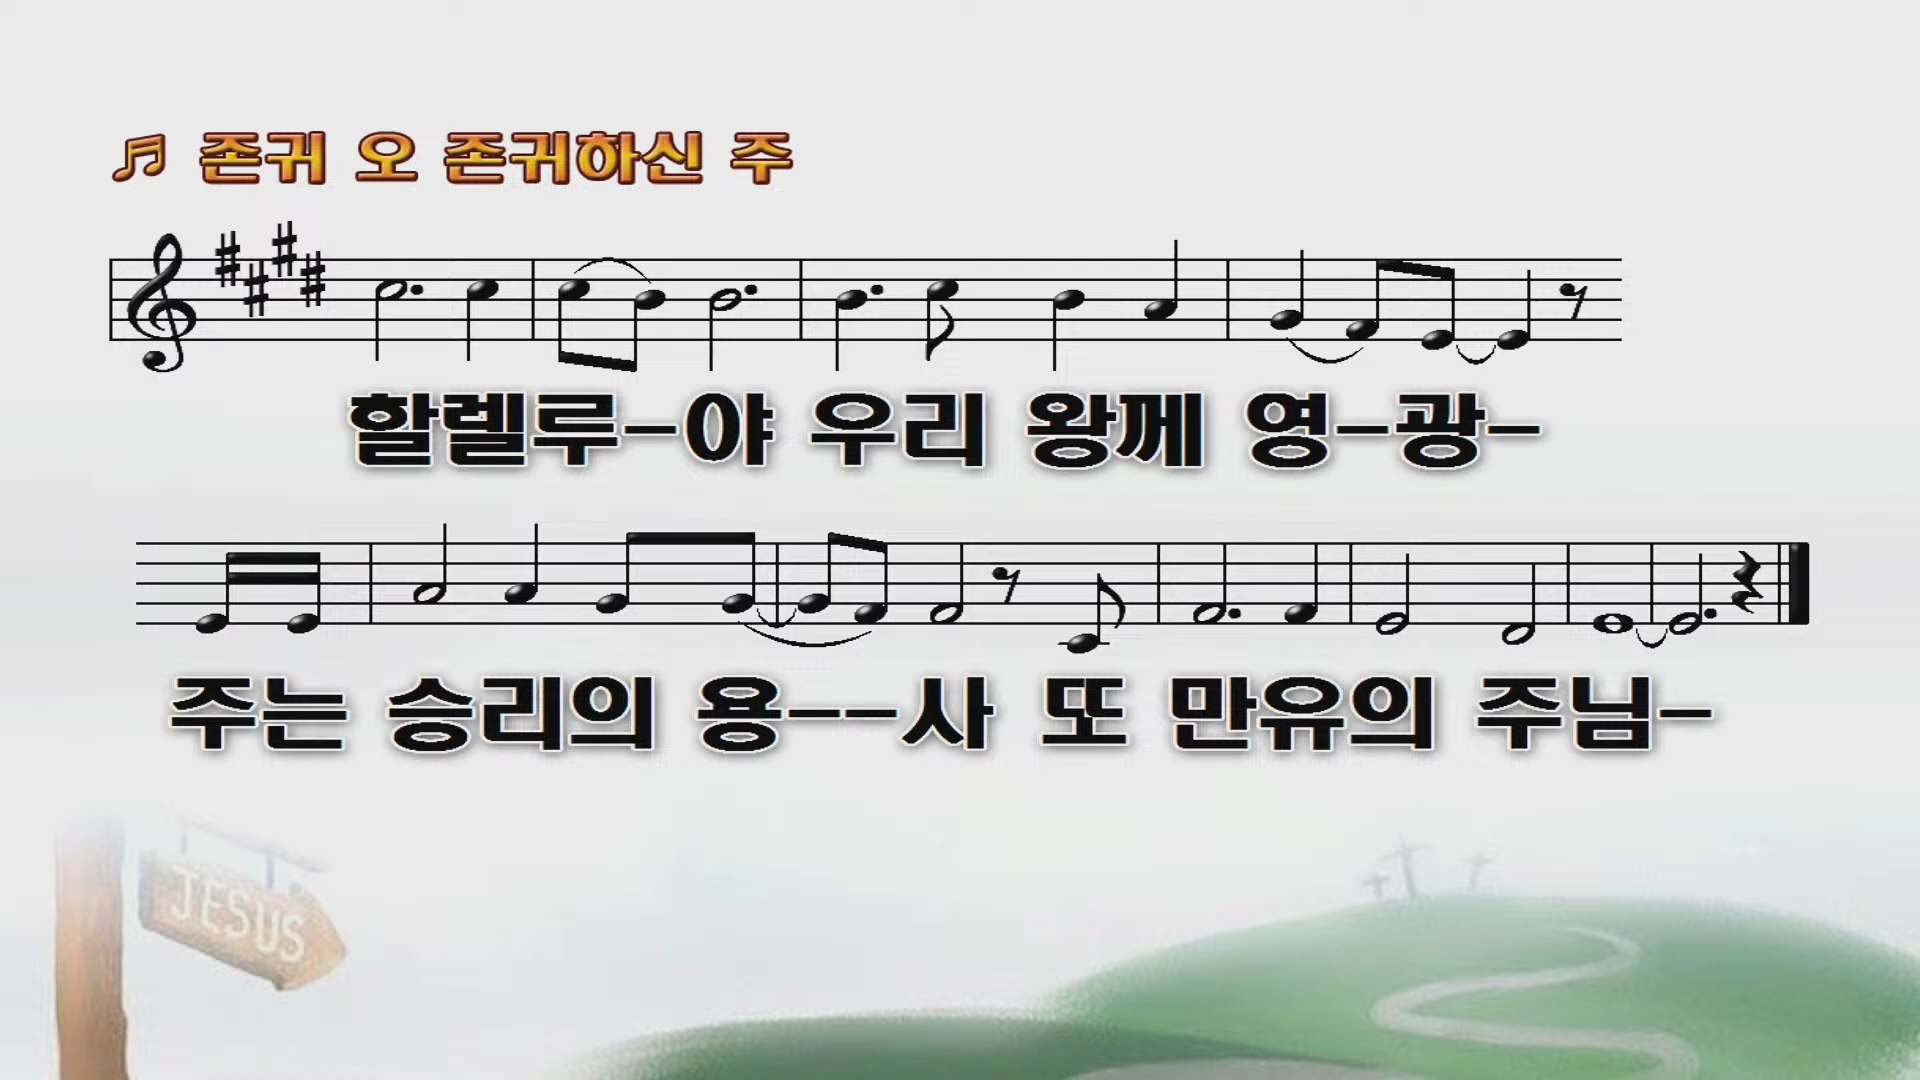 ♬ 존귀 오 존귀하신 주
할렐루-야 우리 왕께 영-광-
주는 승리의 용--사 또 만유의 주님-
JESUS